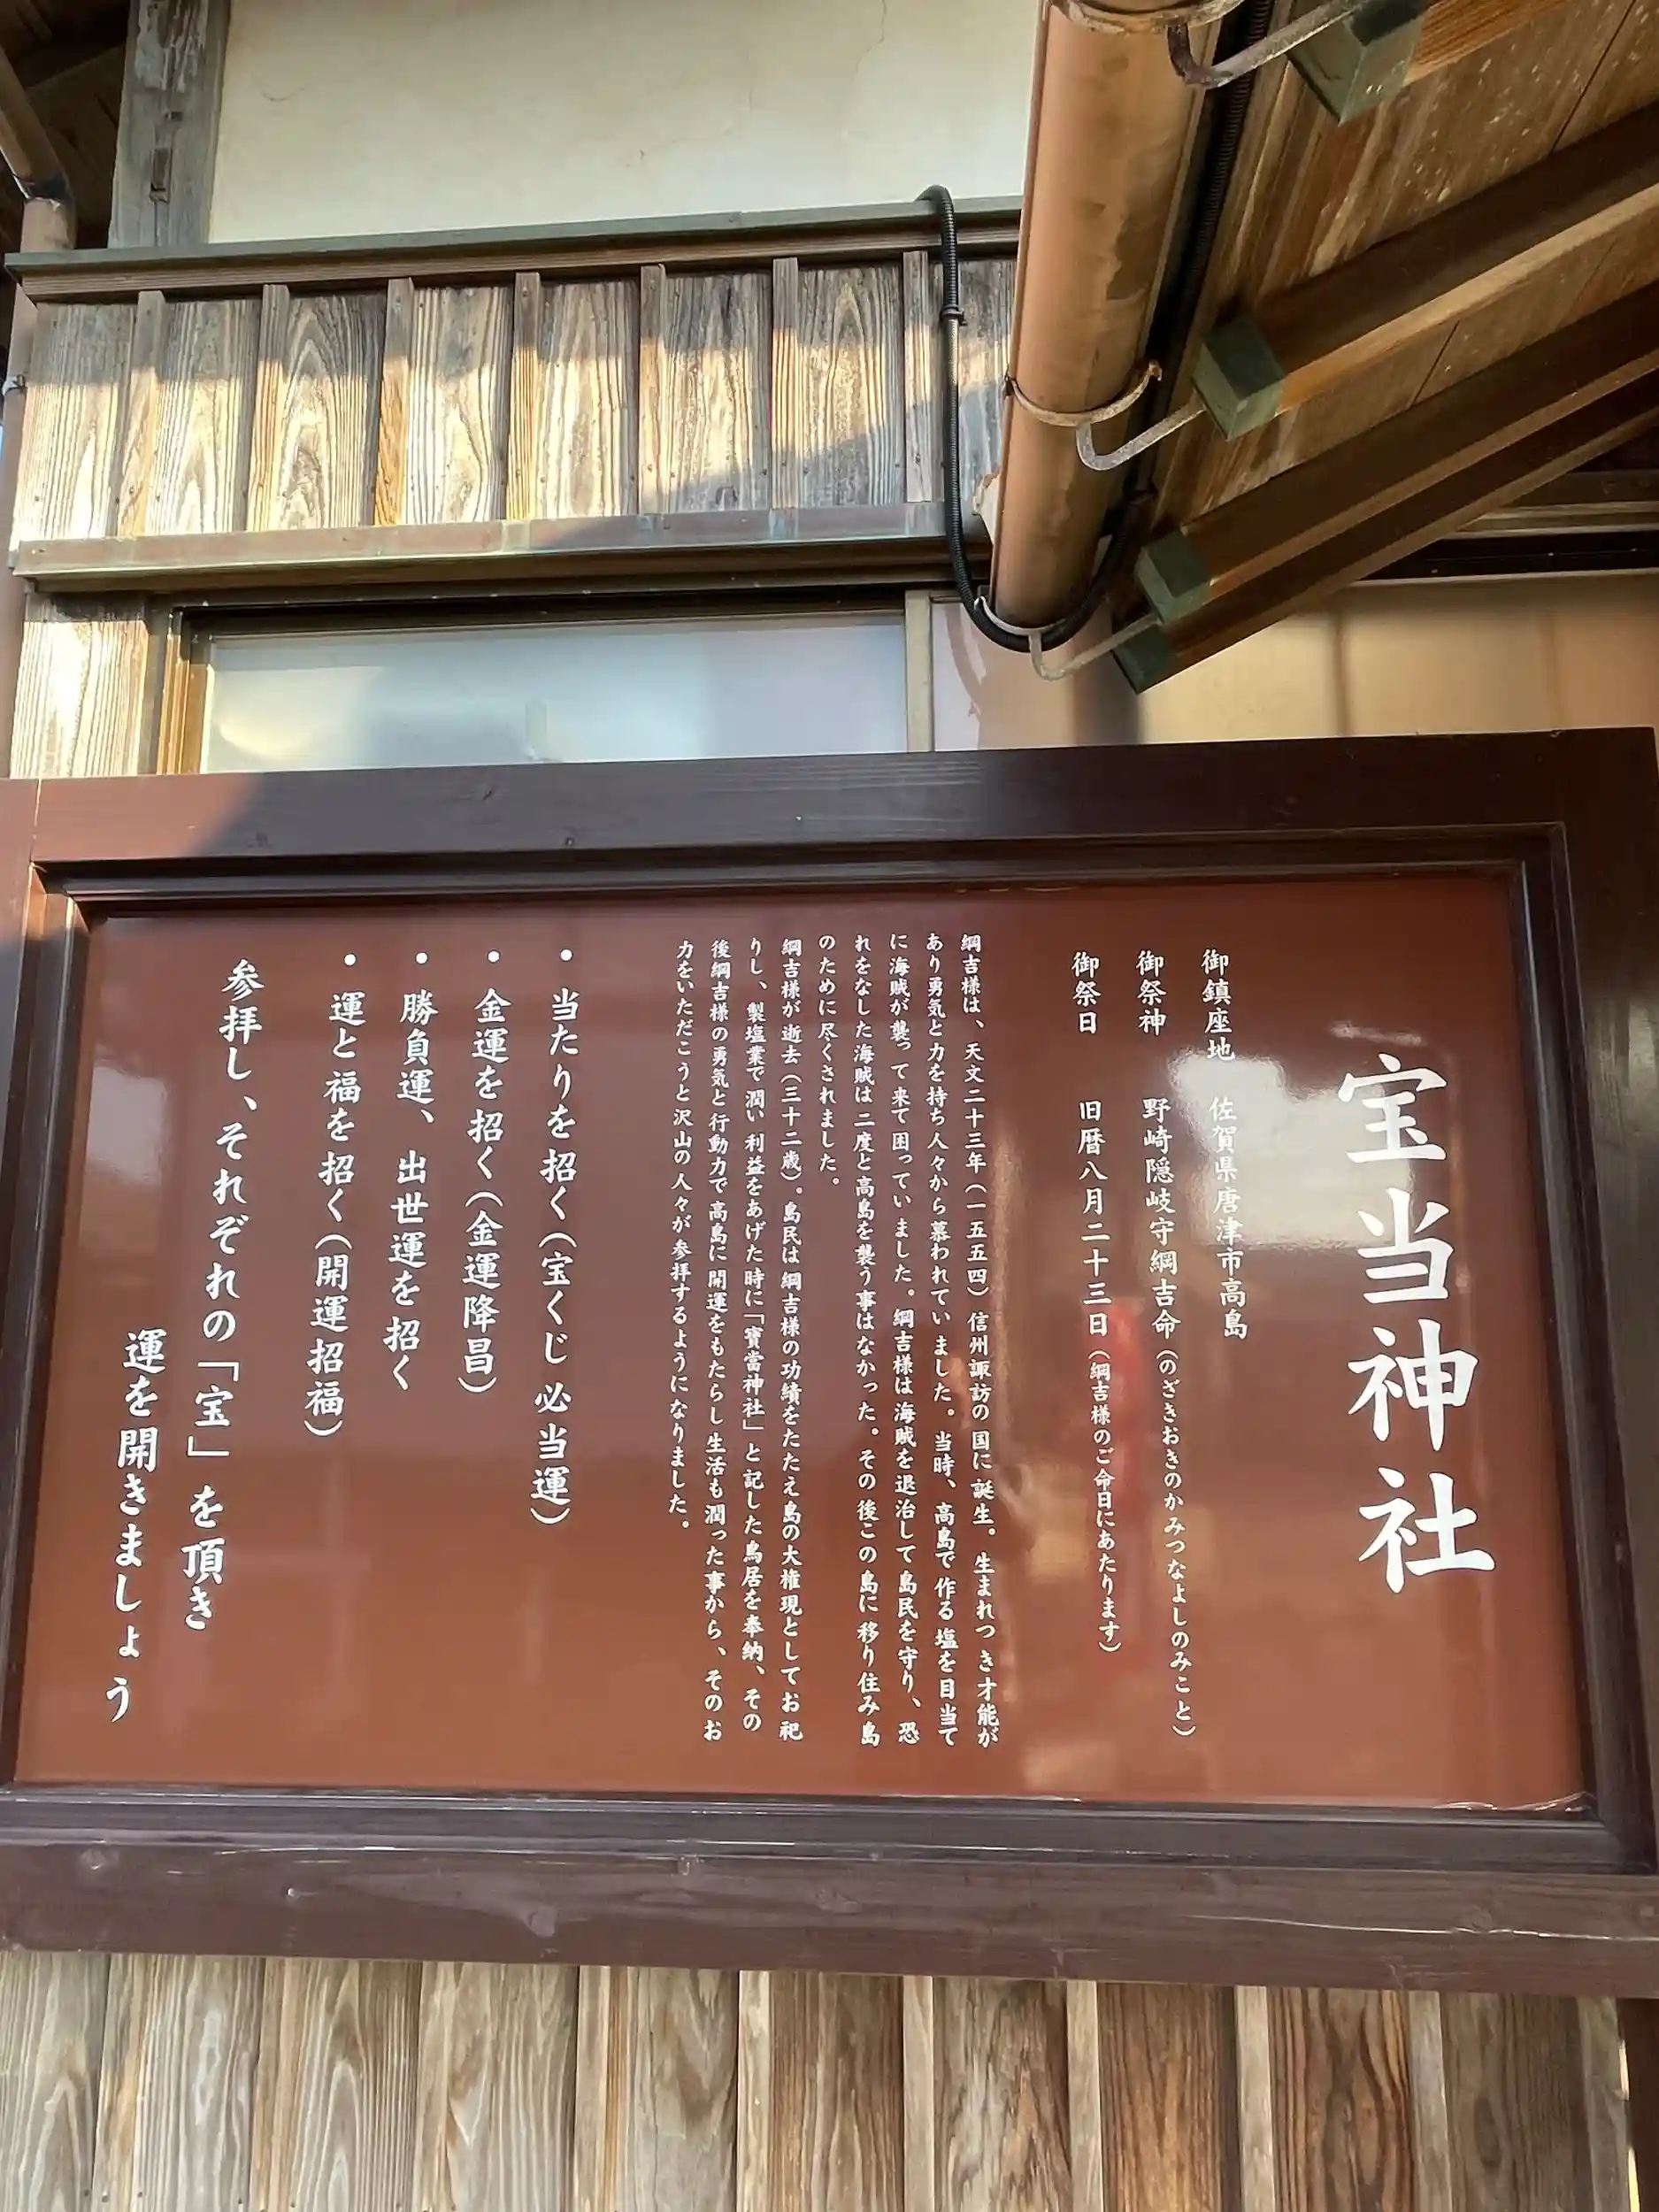 宝当神社
御鎮座地　佐賀県唐津市高島
御祭神　野崎隠岐守綱吉命（のざきおきのかみつなよしのみこと）
御祭日　旧暦八月二十三日（綱吉様のご命日にあたります）
綱吉様は、天文二十三年（一五五四）信州諏訪の国に誕生。生まれつき才能が
あり勇気と力を持ち人々から慕われていました。当時、高島で作る塩を目当て
に海賊が襲って来て困っていました。綱吉様は海賊を退治して島民を守り、恐
れをなした海賊は二度と高島を襲う事はなかった。その後この島に移り住み島
のために尽くされました。
綱吉様が逝去（三十二歳）。島民は綱吉様の功績をたたえ島の大権現としてお祀
りし、製塩業で潤い利益をあげた時に「寳當神社」と記した鳥居を奉納、その
後綱吉様の勇気と行動力で高島に開運をもたらし生活も潤った事から、そのお
力をいただこうと沢山の人々が参拝するようになりました。
・当たりを招く（宝くじ必当運）
・金運を招く（金運降昌）
・勝負運、出世運を招く
・運と福を招く（開運招福）
参拝し、それぞれの「宝」を頂き
運を開きましょう